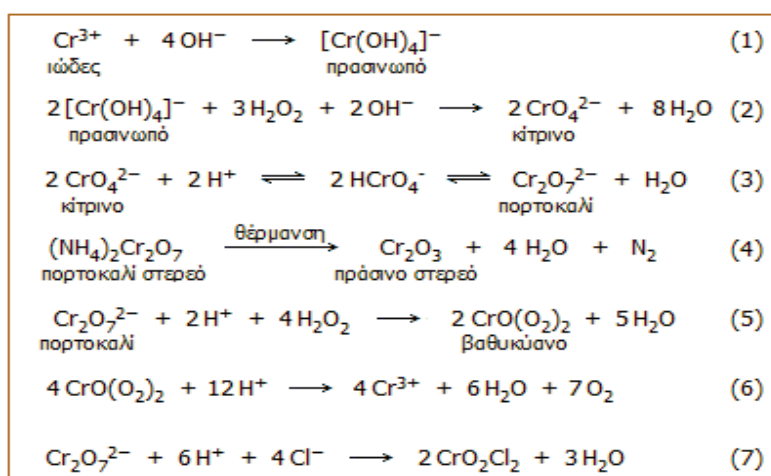 Cr³⁺ + 4 OH⁻ ⟶ [Cr(OH)₄]⁻ (1)
ιώδες πρασινωπό
2 [Cr(OH)₄]⁻ + 3 H₂O₂ + 2 OH⁻ ⟶ 2 CrO₄²⁻ + 8 H₂O (2)
πρασινωπό κίτρινο
2 CrO₄²⁻ + 2 H⁺ ⇌ 2 HCrO₄⁻ ⇌ Cr₂O₇²⁻ + H₂O (3)
κίτρινο πορτοκαλί
θέρμανση
(NH₄)₂Cr₂O₇ ⟶ Cr₂O₃ + 4 H₂O + N₂ (4)
πορτοκαλί στερεό πράσινο στερεό
Cr₂O₇²⁻ + 2 H⁺ + 4 H₂O₂ ⟶ 2 CrO(O₂)₂ + 5 H₂O (5)
πορτοκαλί βαθυκύανο
4 CrO(O₂)₂ + 12 H⁺ ⟶ 4 Cr³⁺ + 6 H₂O + 7 O₂ (6)
Cr₂O₇²⁻ + 6 H⁺ + 4 Cl⁻ ⟶ 2 CrO₂Cl₂ + 3 H₂O (7)